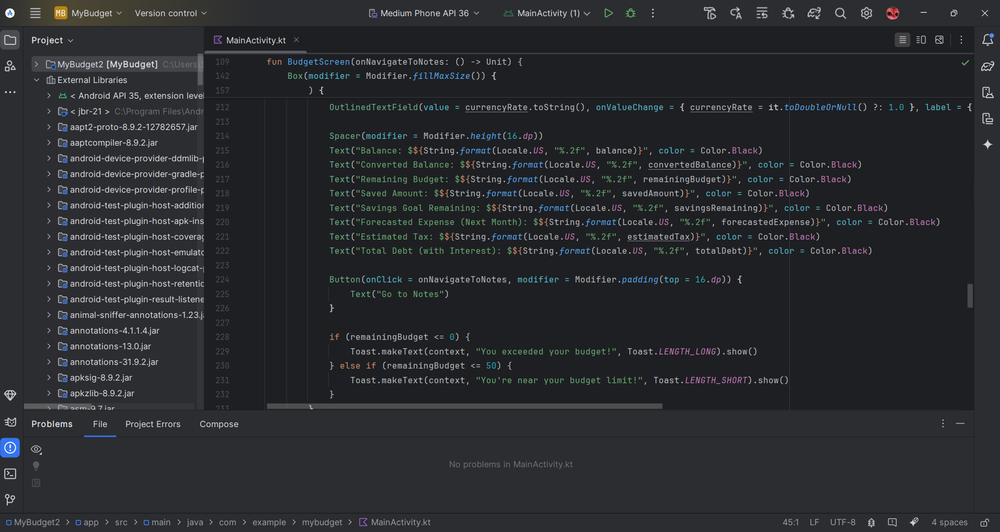 MB MyBudget Version control Medium Phone API 36 MainActivity (1)
Project
MainActivity.kt
MyBudget2 [MyBudget] C:\Users\
External Libraries
< Android API 35, extension leve
< jbr-21 > C:\Program Files\Andr
aapt2-proto-8.9.2-12782657.jar
aaptcompiler-8.9.2.jar
android-device-provider-ddmlib-
android-device-provider-gradle-p
android-device-provider-profile-p
android-test-plugin-host-addition
android-test-plugin-host-apk-ins
android-test-plugin-host-coverag
android-test-plugin-host-emulato
android-test-plugin-host-logcat-
android-test-plugin-host-retentio
android-test-plugin-result-listene
animal-sniffer-annotations-1.23.j
annotations-4.1.1.4.jar
annotations-13.0.jar
annotations-31.9.2.jar
apksig-8.9.2.jar
apkzlib-8.9.2.jar
asm-9.7.jar
109 fun BudgetScreen(onNavigateToNotes: () -> Unit) {
142 Box(modifier = Modifier.fillMaxSize()) {
157 ) {
212 OutlinedTextField(value = currencyRate.toString(), onValueChange = { currencyRate = it.toDoubleOrNull() ?: 1.0 }, label = {
213
214 Spacer(modifier = Modifier.height(16.dp))
215 Text("Balance: $${String.format(Locale.US, "%.2f", balance)}", color = Color.Black)
216 Text("Converted Balance: $${String.format(Locale.US, "%.2f", convertedBalance)}", color = Color.Black)
217 Text("Remaining Budget: $${String.format(Locale.US, "%.2f", remainingBudget)}", color = Color.Black)
218 Text("Saved Amount: $${String.format(Locale.US, "%.2f", savedAmount)}", color = Color.Black)
219 Text("Savings Goal Remaining: $${String.format(Locale.US, "%.2f", savingsRemaining)}", color = Color.Black)
220 Text("Forecasted Expense (Next Month): $${String.format(Locale.US, "%.2f", forecastedExpense)}", color = Color.Black)
221 Text("Estimated Tax: $${String.format(Locale.US, "%.2f", estimatedTax)}", color = Color.Black)
222 Text("Total Debt (with Interest): $${String.format(Locale.US, "%.2f", totalDebt)}", color = Color.Black)
223
224 Button(onClick = onNavigateToNotes, modifier = Modifier.padding(top = 16.dp)) {
225 Text("Go to Notes")
226 }
227
228 if (remainingBudget <= 0) {
229 Toast.makeText(context, "You exceeded your budget!", Toast.LENGTH_LONG).show()
230 } else if (remainingBudget <= 50) {
231 Toast.makeText(context, "You're near your budget limit!", Toast.LENGTH_SHORT).show()
232 }
233 }
Problems File Project Errors Compose
No problems in MainActivity.kt
MyBudget2 > app > src > main > java > com > example > mybudget > MainActivity.kt 45:1 LF UTF-8 4 spaces